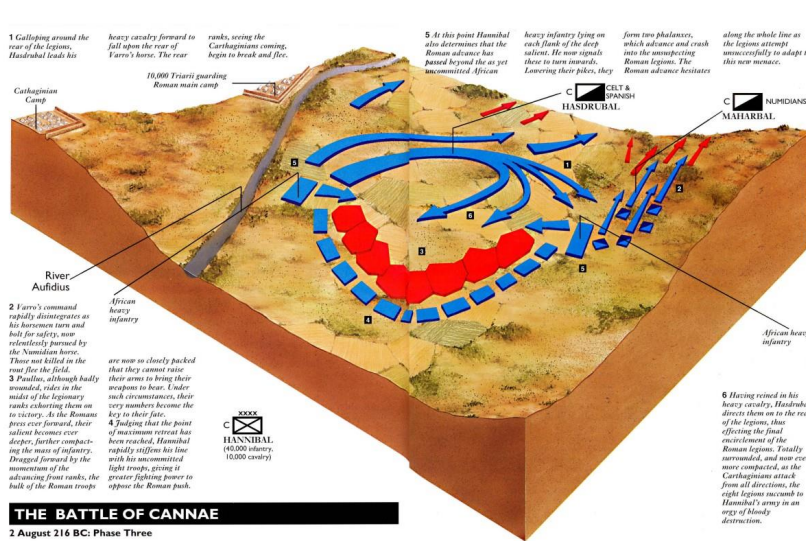 1 Galloping around the
rear of the legions,
Hasdrubal leads his
heavy cavalry forward to
fall upon the rear of
Varro's horse. The rear
ranks, seeing the
Carthaginians coming,
begin to break and flee.
5 At this point Hannibal
also determines that the
Roman advance has
passed beyond the as yet
uncommitted African
heavy infantry lying on
each flank of the deep
salient. He now signals
these to turn inwards.
Lowering their pikes, they
form two phalanxes,
which advance and crash
into the unsuspecting
Roman legions. The
Roman advance hesitates
along the whole line as
the legions attempt
unsuccessfully to adapt t
this new menace.
10,000 Triarii guarding
Roman main camp
Cathaginian
Camp
C
CELT &
SPANISH
HASDRUBAL
C
NUMIDIANS
MAHARBAL
5
1
2
6
3
5
4
River
Aufidius
African
heavy
infantry
African heav
infantry
2 Varro's command
rapidly disintegrates as
his horsemen turn and
bolt for safety, now
relentlessly pursued by
the Numidian horse.
Those not killed in the
rout flee the field.
3 Paullus, although badly
wounded, rides in the
midst of the legionary
ranks exhorting them on
to victory. As the Romans
press ever forward, their
salient becomes ever
deeper, further compact-
ing the mass of infantry.
Dragged forward by the
momentum of the
advancing front ranks, the
bulk of the Roman troops
are now so closely packed
that they cannot raise
their arms to bring their
weapons to bear. Under
such circumstances, their
very numbers become the
key to their fate.
4 Judging that the point
of maximum retreat has
been reached, Hannibal
rapidly stiffens his line
with his uncommitted
light troops, giving it
greater fighting power to
oppose the Roman push.
XXXX
C
HANNIBAL
(40,000 infantry,
10,000 cavalry)
6 Having reined in his
heavy cavalry, Hasdruba
directs them on to the rea
of the legions, thus
effecting the final
encirclement of the
Roman legions. Totally
surrounded, and now eve
more compacted, as the
Carthaginians attack
from all directions, the
eight legions succumb to
Hannibal's army in an
orgy of bloody
destruction.
THE BATTLE OF CANNAE
2 August 216 BC: Phase Three